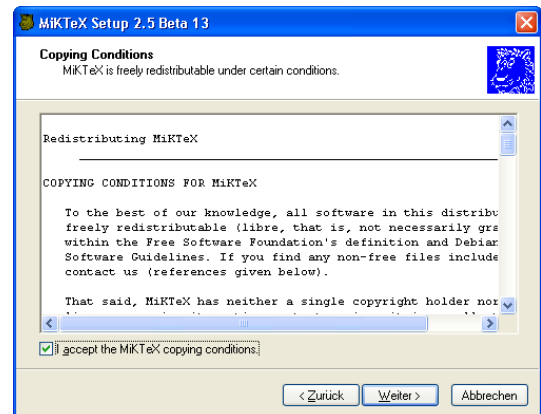 MiKTeX Setup 2.5 Beta 13
Copying Conditions
MiKTeX is freely redistributable under certain conditions.
Redistributing MiKTeX
COPYING CONDITIONS FOR MiKTeX
To the best of our knowledge, all software in this distribu
freely redistributable (libre, that is, not necessarily gra
within the Free Software Foundation's definition and Debian
Software Guidelines. If you find any non-free files include
contact us (references given below).
That said, MiKTeX has neither a single copyright holder nor
I accept the MiKTeX copying conditions.
< Zurück
Weiter >
Abbrechen